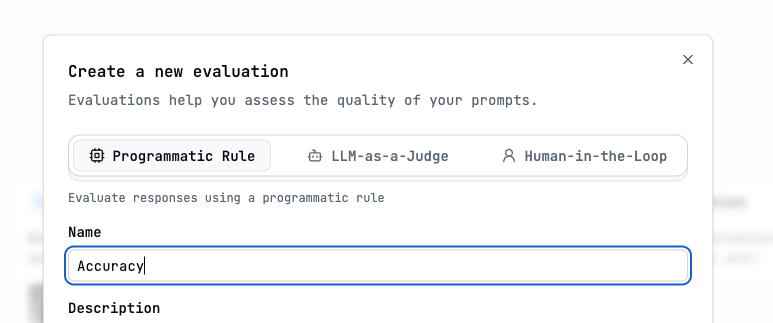 Create a new evaluation
Evaluations help you assess the quality of your prompts.
Programmatic Rule LLM-as-a-Judge Human-in-the-Loop
Evaluate responses using a programmatic rule
Name
Accuracy
Description